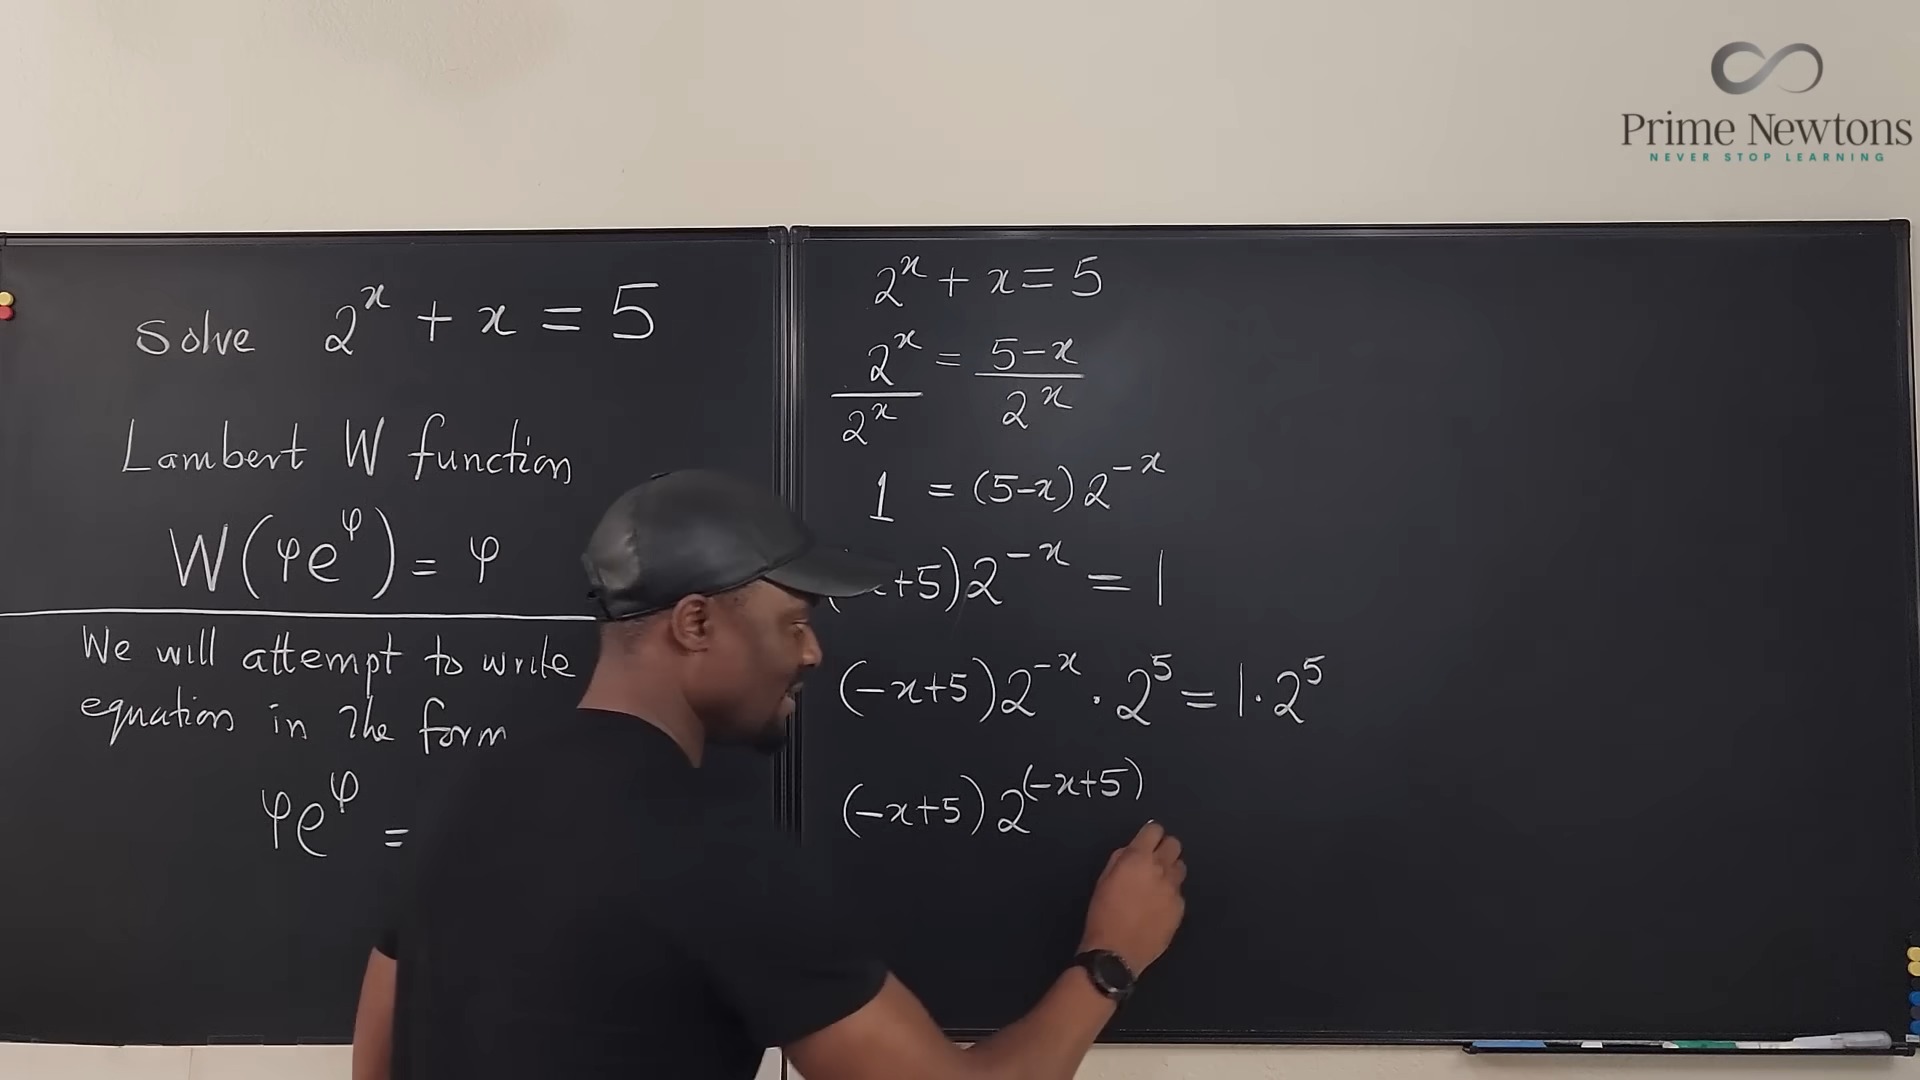 Prime Newtons
NEVER STOP LEARNING
Solve 2^x + x = 5
Lambert W function
W(φe^φ) = φ
We will attempt to write
equation in the form
φe^φ =
2^x + x = 5
2^x/2^x = (5-x)/2^x
1 = (5-x) 2^-x
+5) 2^-x = 1
(-x+5) 2^-x · 2^5 = 1 · 2^5
(-x+5) 2^(-x+5)